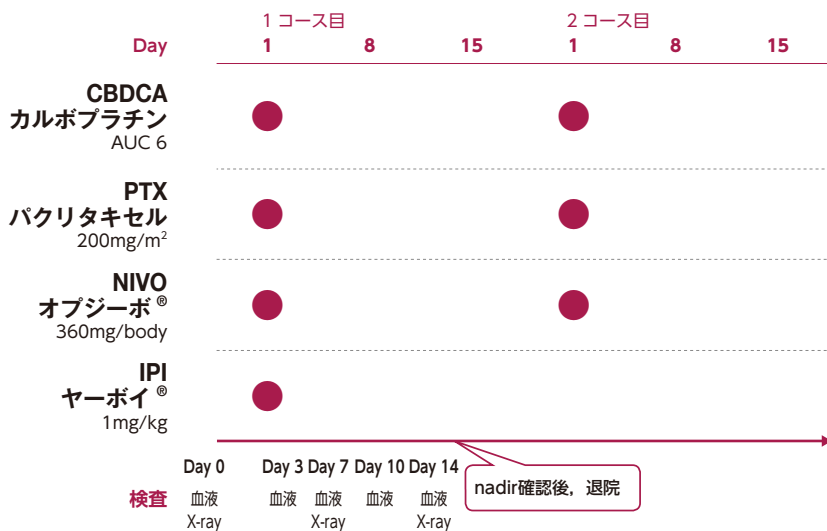 1 コース目 2 コース目
Day 1 8 15 1 8 15
CBDCA
カルボプラチン
AUC 6
PTX
パクリタキセル
200mg/m²
NIVO
オプジーボ®
360mg/body
IPI
ヤーボイ®
1mg/kg
Day 0 Day 3 Day 7 Day 10 Day 14
nadir確認後，退院
検査 血液 血液 血液 血液 血液
X-ray X-ray X-ray